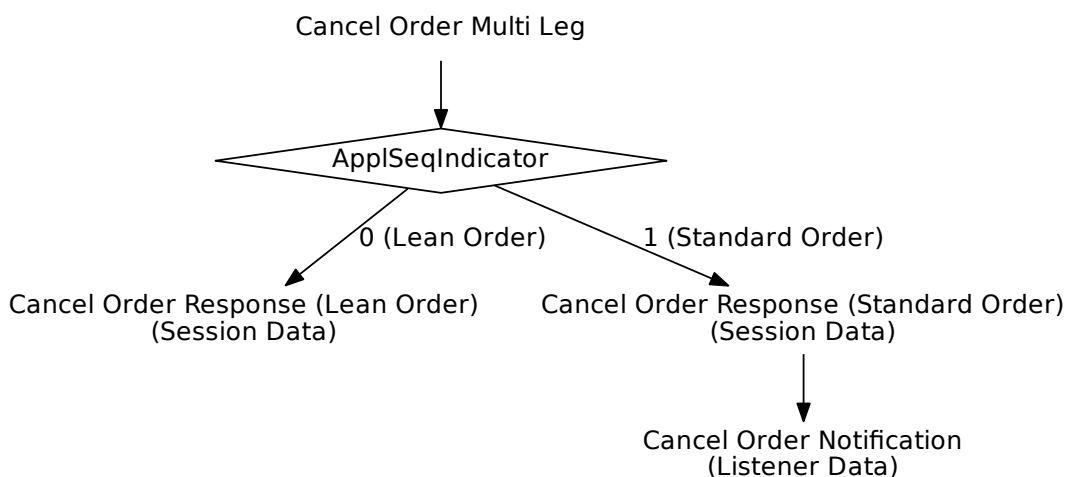 Cancel Order Multi Leg
ApplSeqIndicator
0 (Lean Order)
1 (Standard Order)
Cancel Order Response (Lean Order)
(Session Data)
Cancel Order Response (Standard Order)
(Session Data)
Cancel Order Notification
(Listener Data)